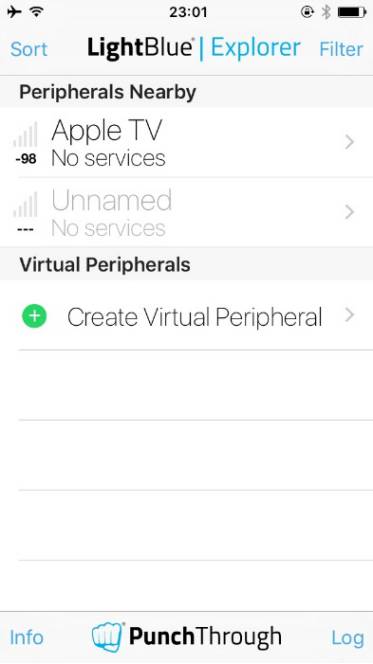 23:01
Sort LightBlue | Explorer Filter
Peripherals Nearby
Apple TV
-98 No services
Unnamed
--- No services
Virtual Peripherals
Create Virtual Peripheral
Info PunchThrough Log